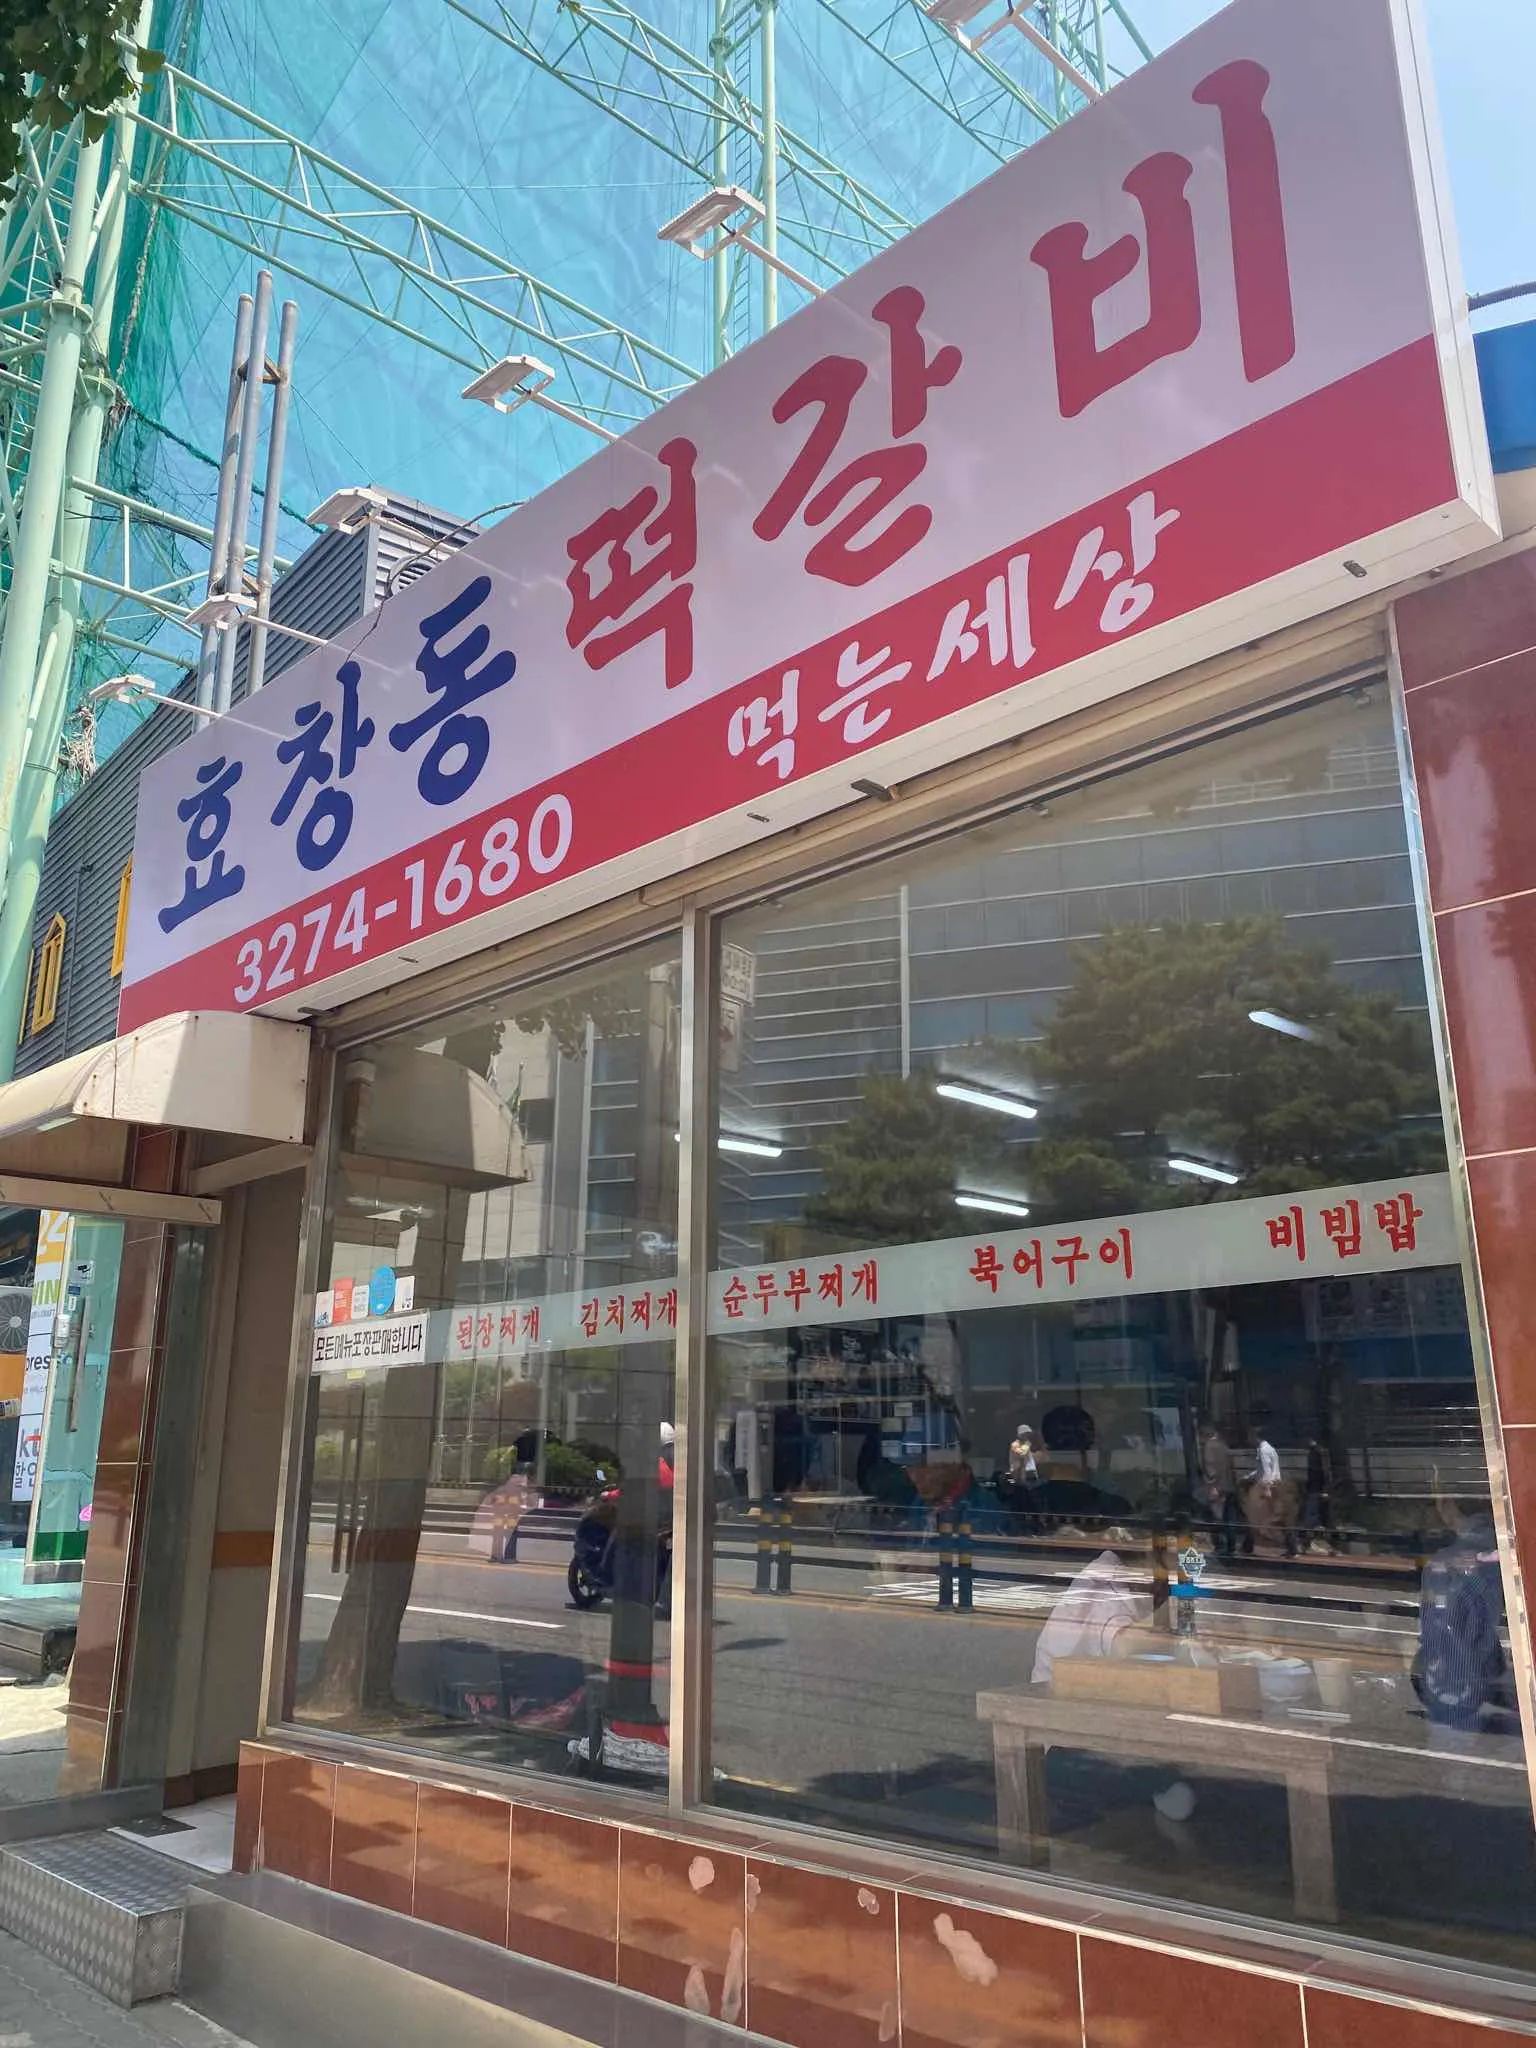 효창동 떡갈비
3274-1680 먹는세상
모든메뉴포장판매합니다
된장찌개 김치찌개 순두부찌개 북어구이 비빔밥
24